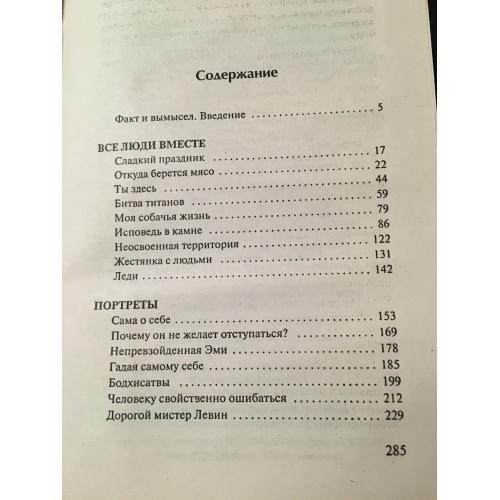 Содержание
Факт и вымысел. Введение ........................ 5
ВСЕ ЛЮДИ ВМЕСТЕ
Сладкий праздник ........................ 17
Откуда берется мясо ........................ 22
Ты здесь ........................ 44
Битва титанов ........................ 59
Моя собачья жизнь ........................ 79
Исповедь в камне ........................ 86
Неосвоенная территория ........................ 122
Жестянка с людьми ........................ 131
Леди ........................ 142
ПОРТРЕТЫ
Сама о себе ........................ 153
Почему он не желает отступаться? ........................ 169
Непревзойденная Эми ........................ 178
Гадая самому себе ........................ 185
Бодхисатвы ........................ 199
Человеку свойственно ошибаться ........................ 212
Дорогой мистер Левин ........................ 229
285